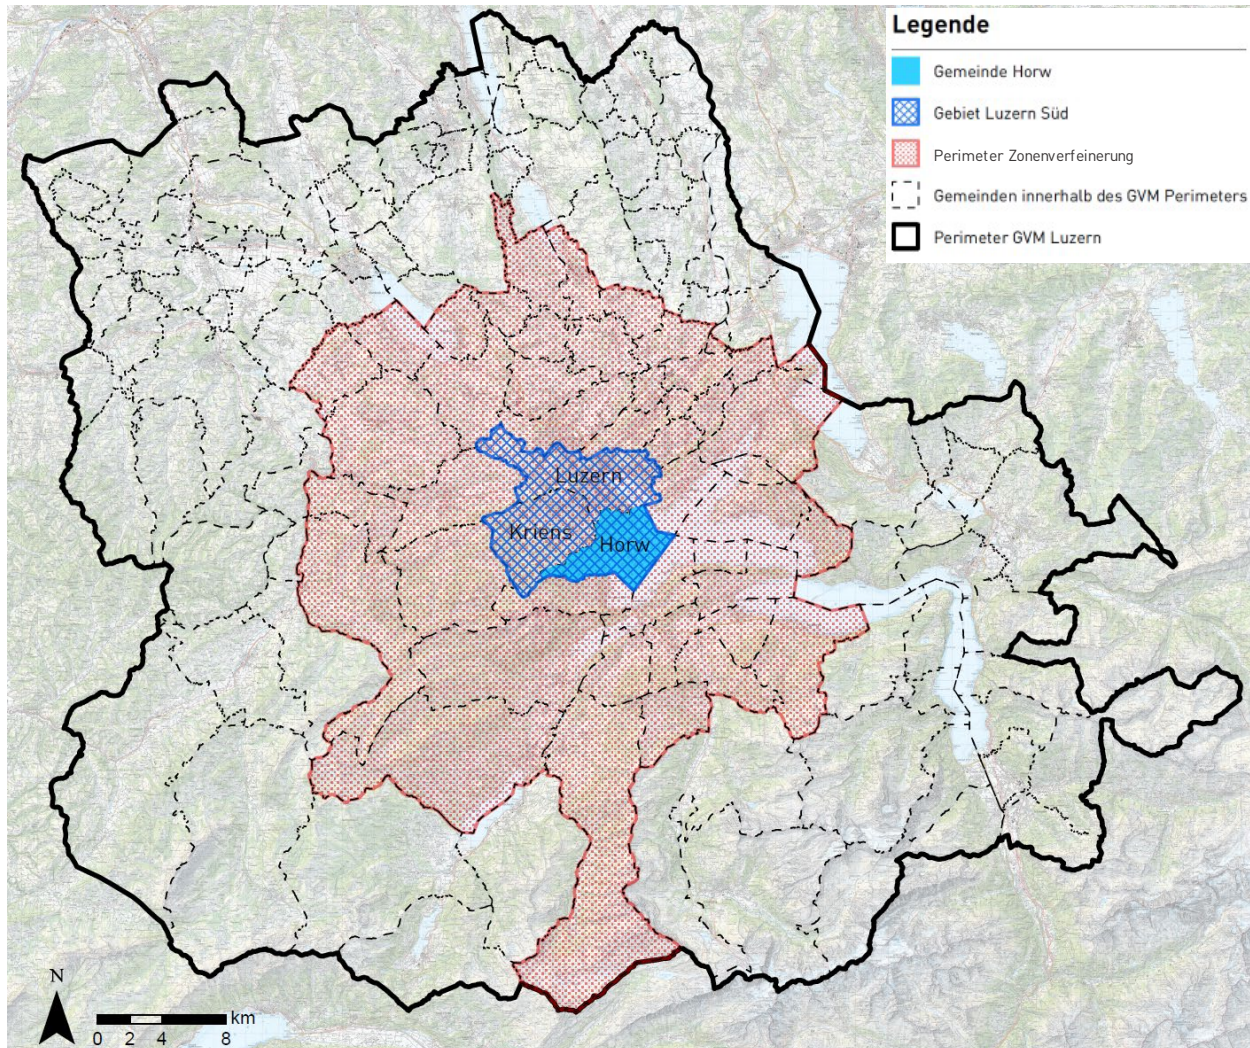 Legende
Gemeinde Horw
Gebiet Luzern Süd
Perimeter Zonenverfeinerung
Gemeinden innerhalb des GVM Perimeters
Perimeter GVM Luzern
Luzern
Kriens
Horw
N
km
0 2 4 8